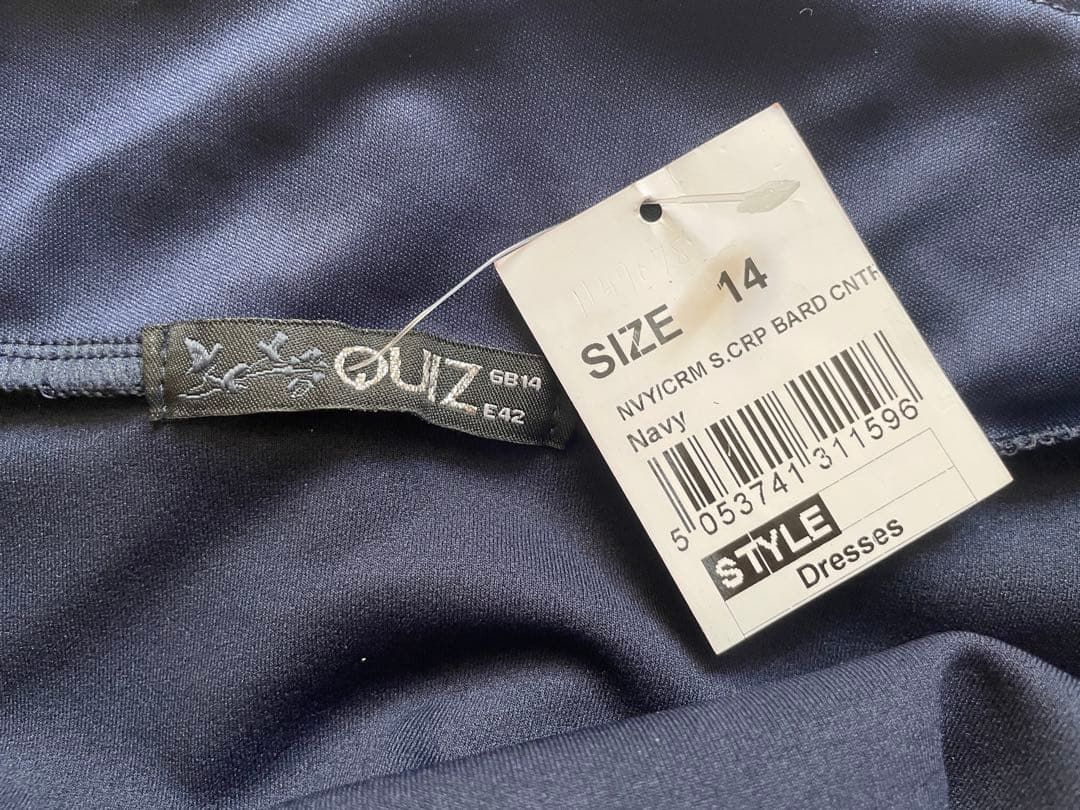 QUIZ
GB14
E42
SIZE 14
NVY/CRM S.CRP BARD CNTR
Navy
5 053741 311596
STYLE
Dresses